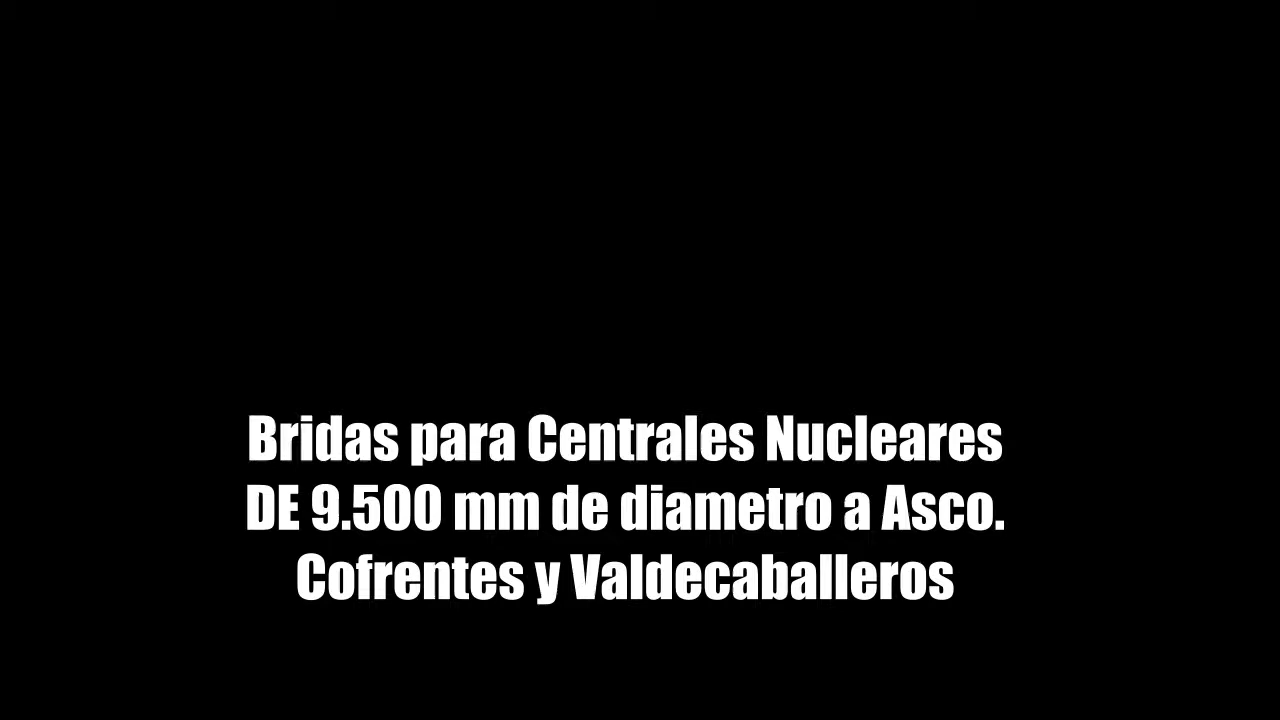 Bridas para Centrales Nucleares
DE 9.500 mm de diametro a Asco.
Cofrentes y Valdecaballeros